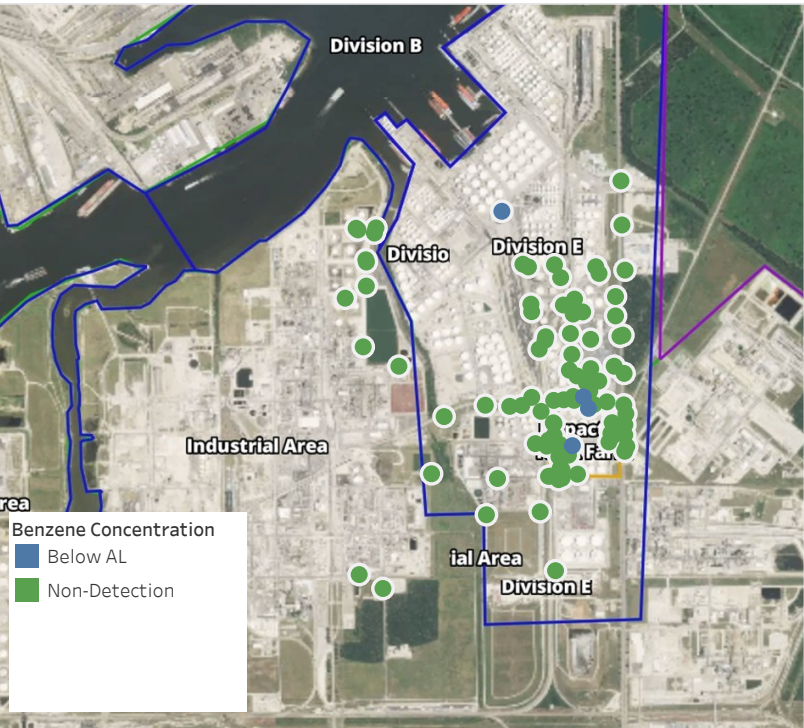 Division B
Divisio
Division E
Industrial Area
rea
ial Area
Division E
Benzene Concentration
Below AL
Non-Detection